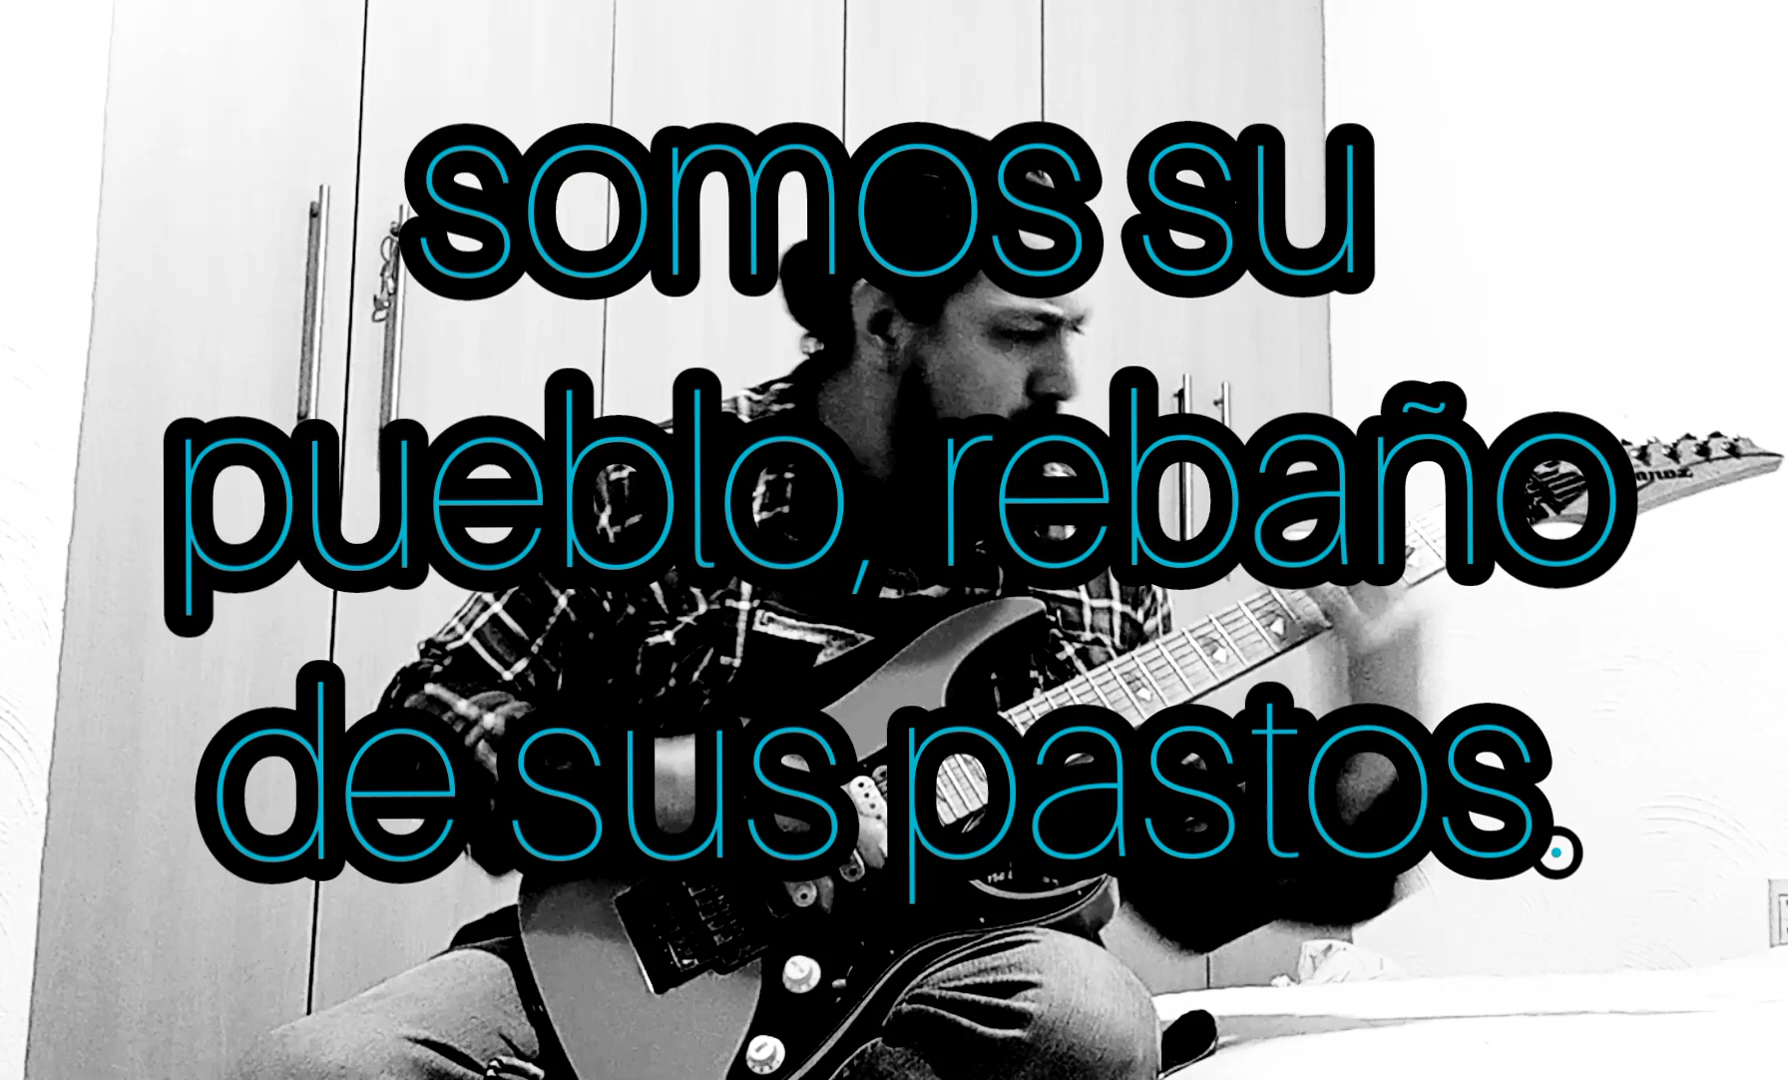 somos su
pueblo, rebaño
de sus pastos.